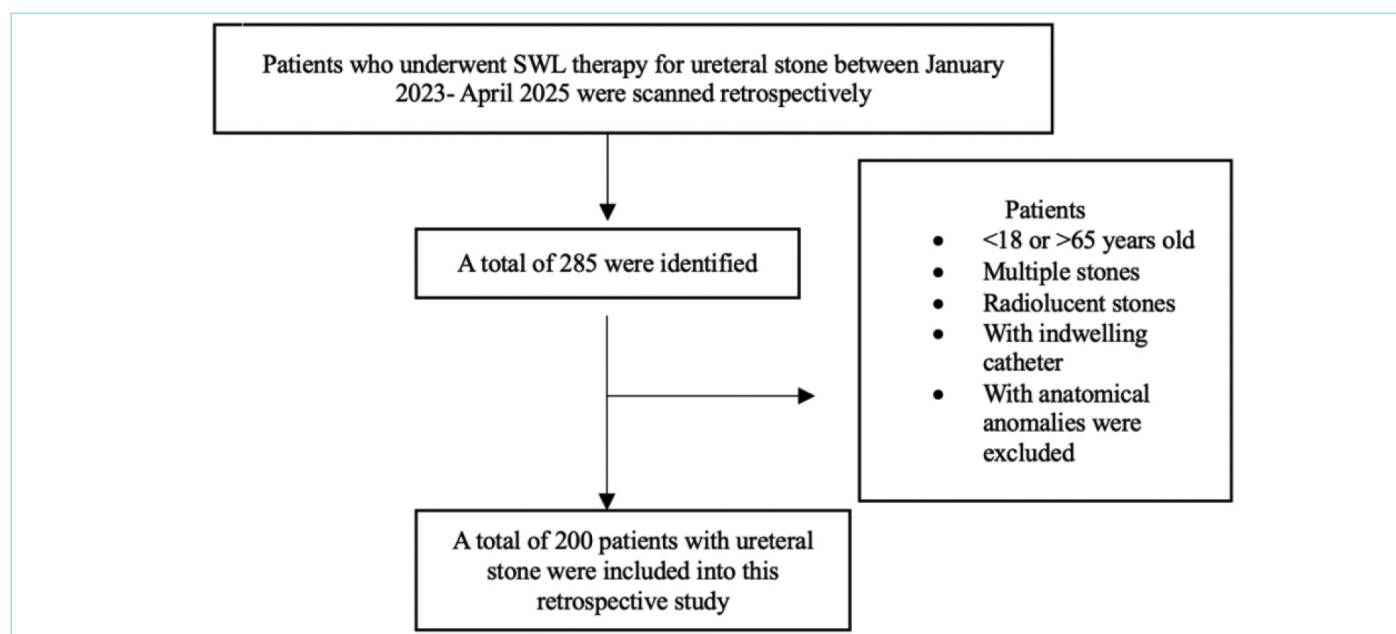 Patients who underwent SWL therapy for ureteral stone between January
2023- April 2025 were scanned retrospectively
A total of 285 were identified
Patients
• <18 or >65 years old
• Multiple stones
• Radiolucent stones
• With indwelling
catheter
• With anatomical
anomalies were
excluded
A total of 200 patients with ureteral
stone were included into this
retrospective study